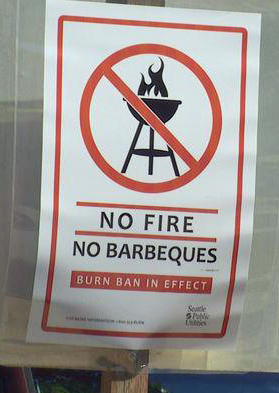 NO FIRE
NO BARBEQUES
BURN BAN IN EFFECT
Seattle
Public
Utilities